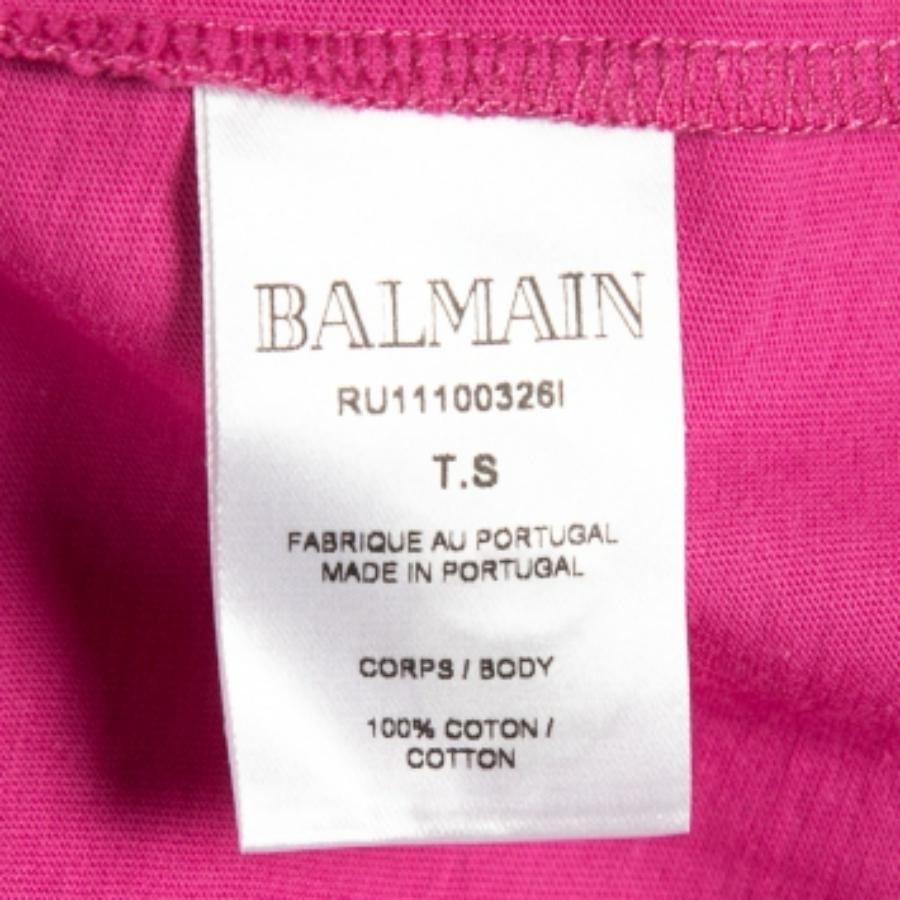 BALMAIN
RU11100326I
T.S
FABRIQUE AU PORTUGAL
MADE IN PORTUGAL
CORPS / BODY
100% COTON /
COTTON